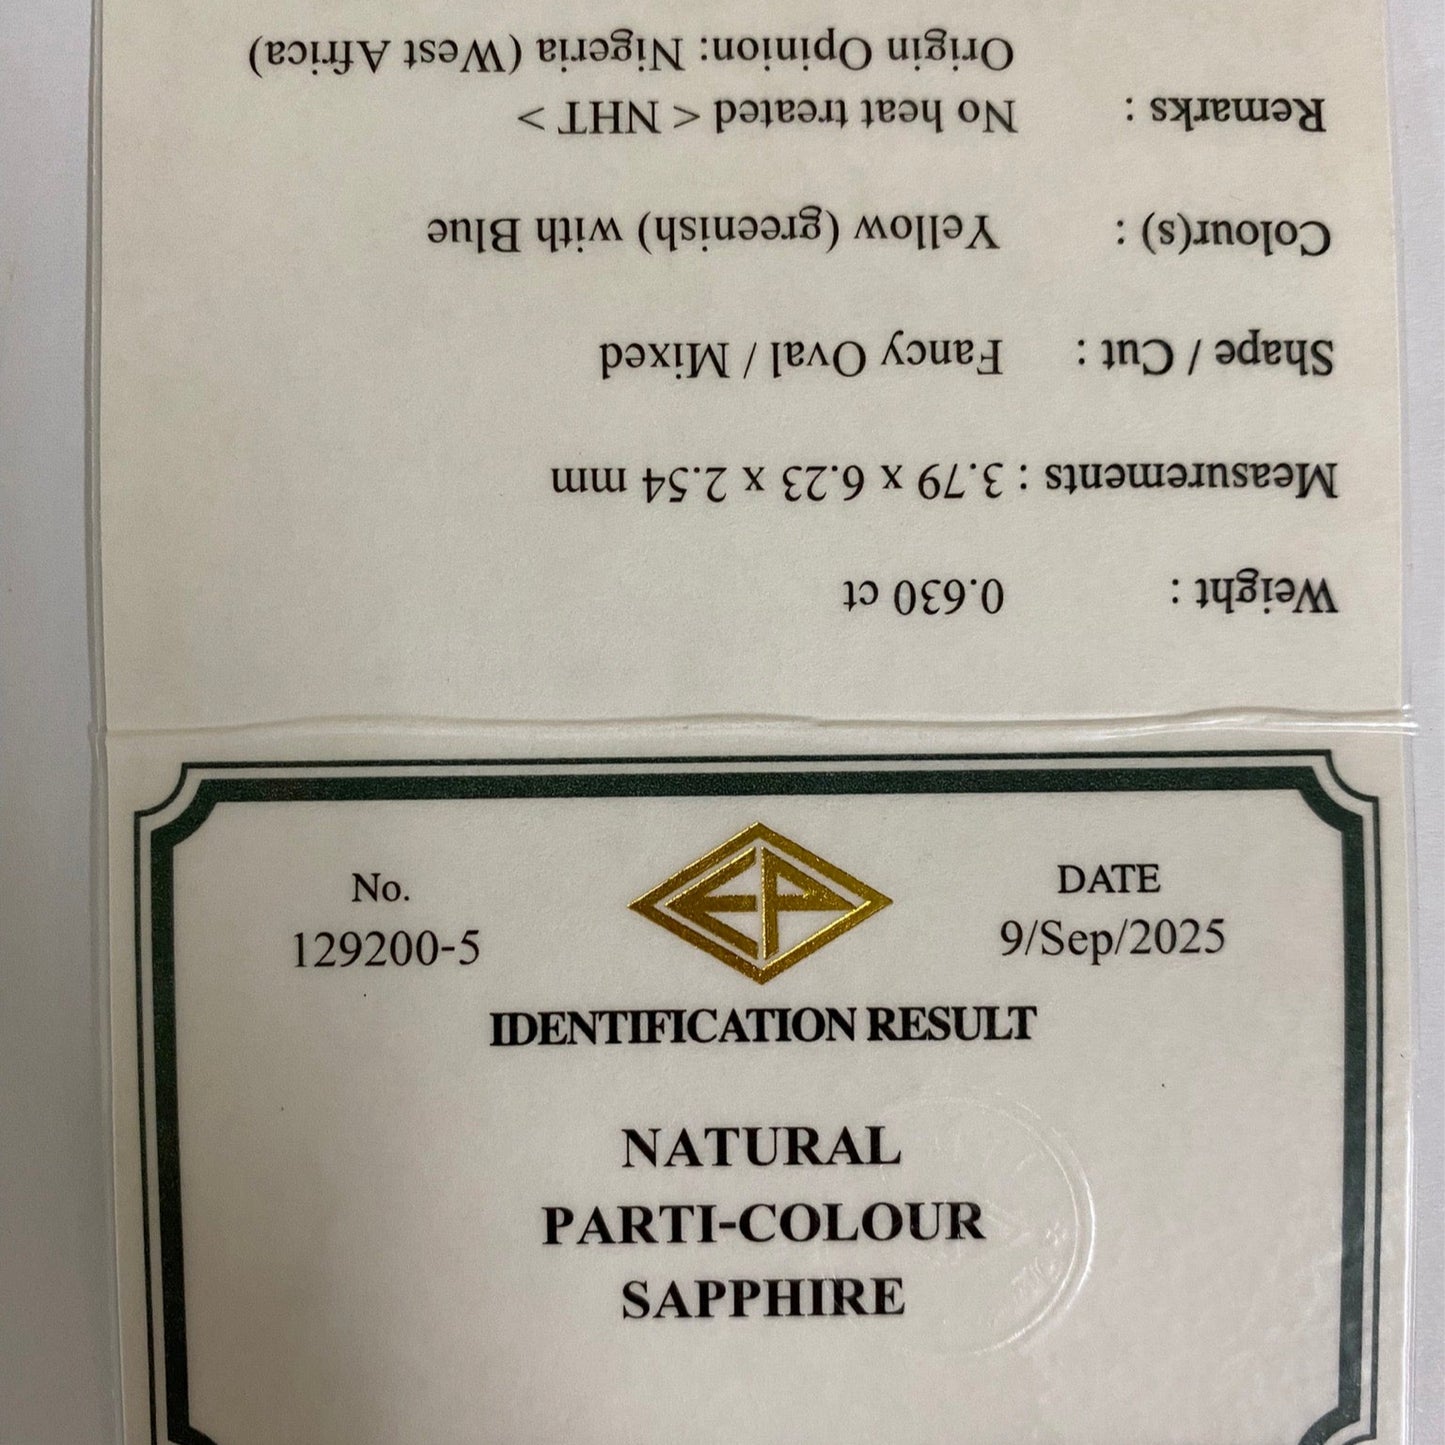 Weight : 0.630 ct
Measurements : 3.79 x 6.23 x 2.54 mm
Shape / Cut : Fancy Oval / Mixed
Colour(s) : Yellow (greenish) with Blue
Remarks : No heat treated < NHT >
Origin Opinion: Nigeria (West Africa)
No.
129200-5
EP
DATE
9/Sep/2025
IDENTIFICATION RESULT
NATURAL
PARTI-COLOUR
SAPPHIRE